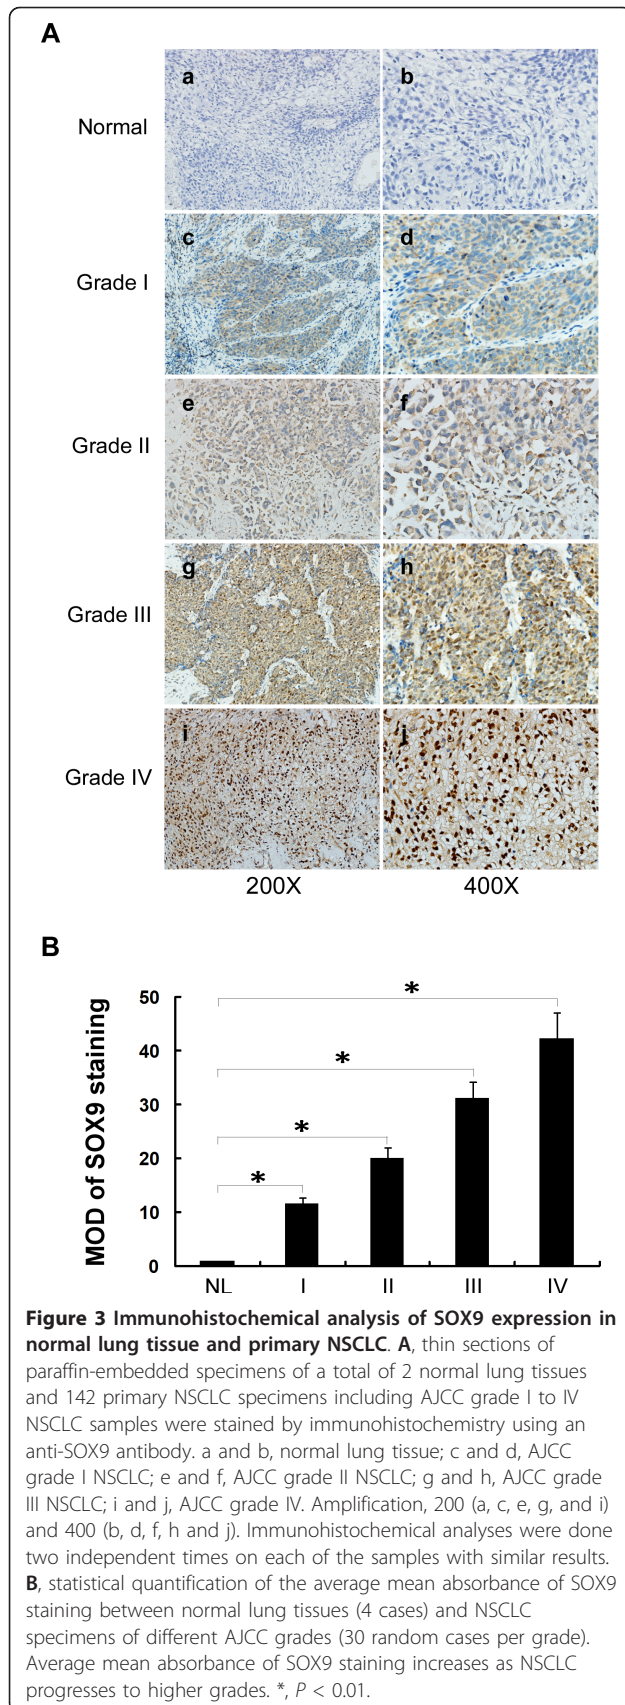 A
a
b
Normal
c
d
Grade I
e
f
Grade II
g
h
Grade III
i
j
Grade IV
200X
400X
B
MOD of SOX9 staining
50
40
30
20
10
0
*
*
*
*
NL
I
II
III
IV
Figure 3 Immunohistochemical analysis of SOX9 expression in
normal lung tissue and primary NSCLC. A, thin sections of
paraffin-embedded specimens of a total of 2 normal lung tissues
and 142 primary NSCLC specimens including AJCC grade I to IV
NSCLC samples were stained by immunohistochemistry using an
anti-SOX9 antibody. a and b, normal lung tissue; c and d, AJCC
grade I NSCLC; e and f, AJCC grade II NSCLC; g and h, AJCC grade
III NSCLC; i and j, AJCC grade IV. Amplification, 200 (a, c, e, g, and i)
and 400 (b, d, f, h and j). Immunohistochemical analyses were done
two independent times on each of the samples with similar results.
B, statistical quantification of the average mean absorbance of SOX9
staining between normal lung tissues (4 cases) and NSCLC
specimens of different AJCC grades (30 random cases per grade).
Average mean absorbance of SOX9 staining increases as NSCLC
progresses to higher grades. *, P < 0.01.